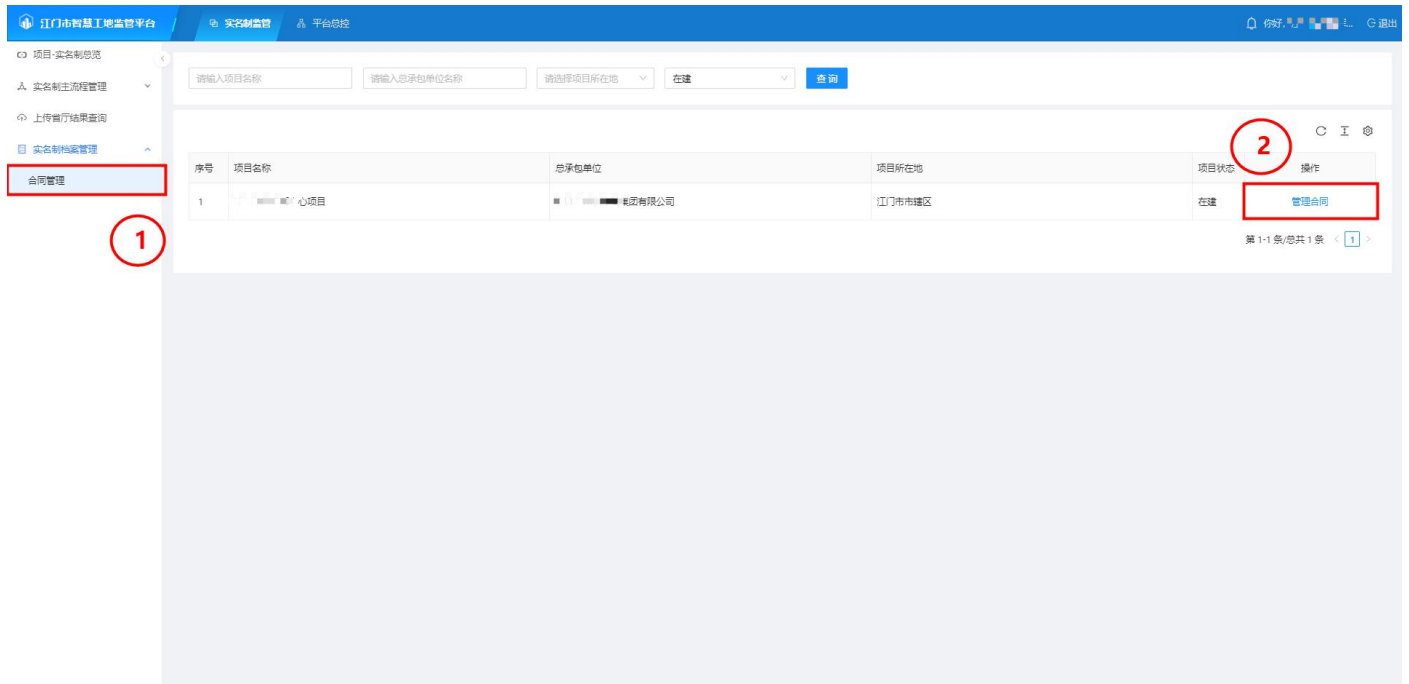 江门市智慧工地监管平台 实名制监管 平台总控 你好, 退出
项目-实名制总览
实名制主流程管理
上传省厅结果查询
实名制档案管理
合同管理
1
请输入项目名称 请输入总承包单位名称 请选择项目所在地 在建 查询
2
序号 项目名称 总承包单位 项目所在地 项目状态 操作
1 心项目 集团有限公司 江门市市辖区 在建 管理合同
第 1-1 条/总共 1 条 < 1 >